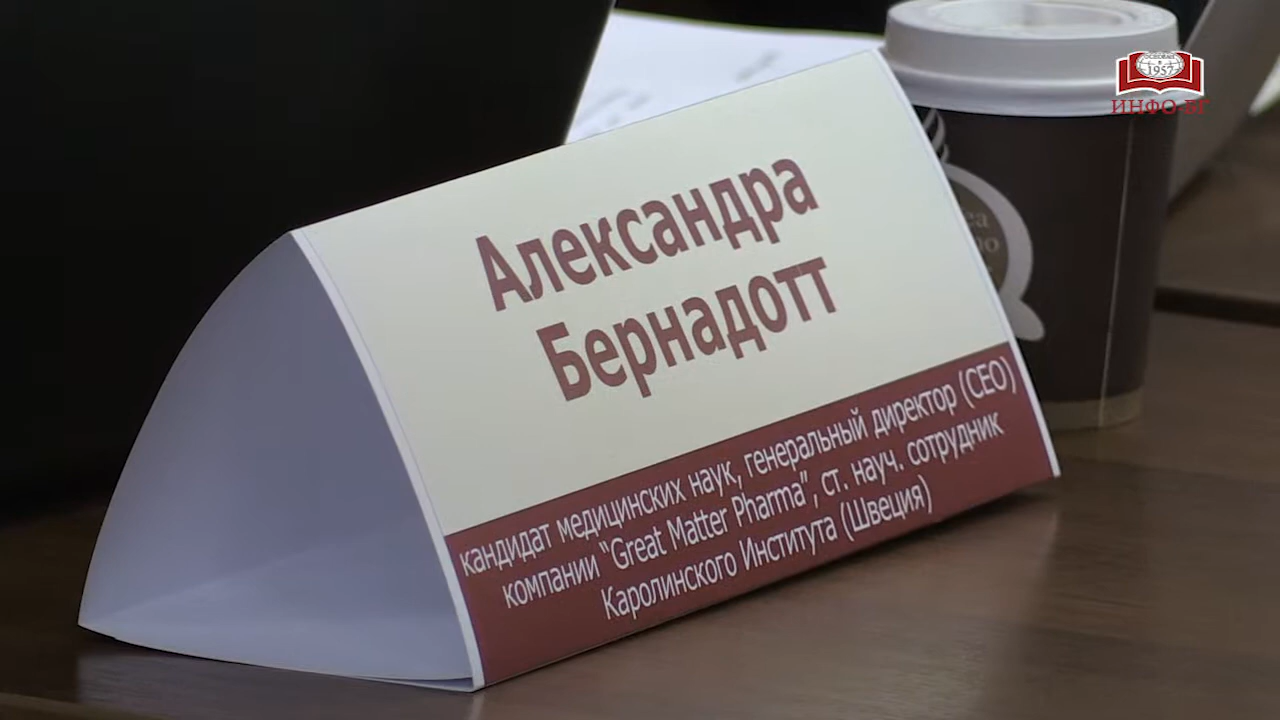 Александра
Бернадотт
кандидат медицинских наук, генеральный директор (CEO)
компании “Great Matter Pharma”, ст. науч. сотрудник
Каролинского Института (Швеция)
1957
ИНФО-БГ